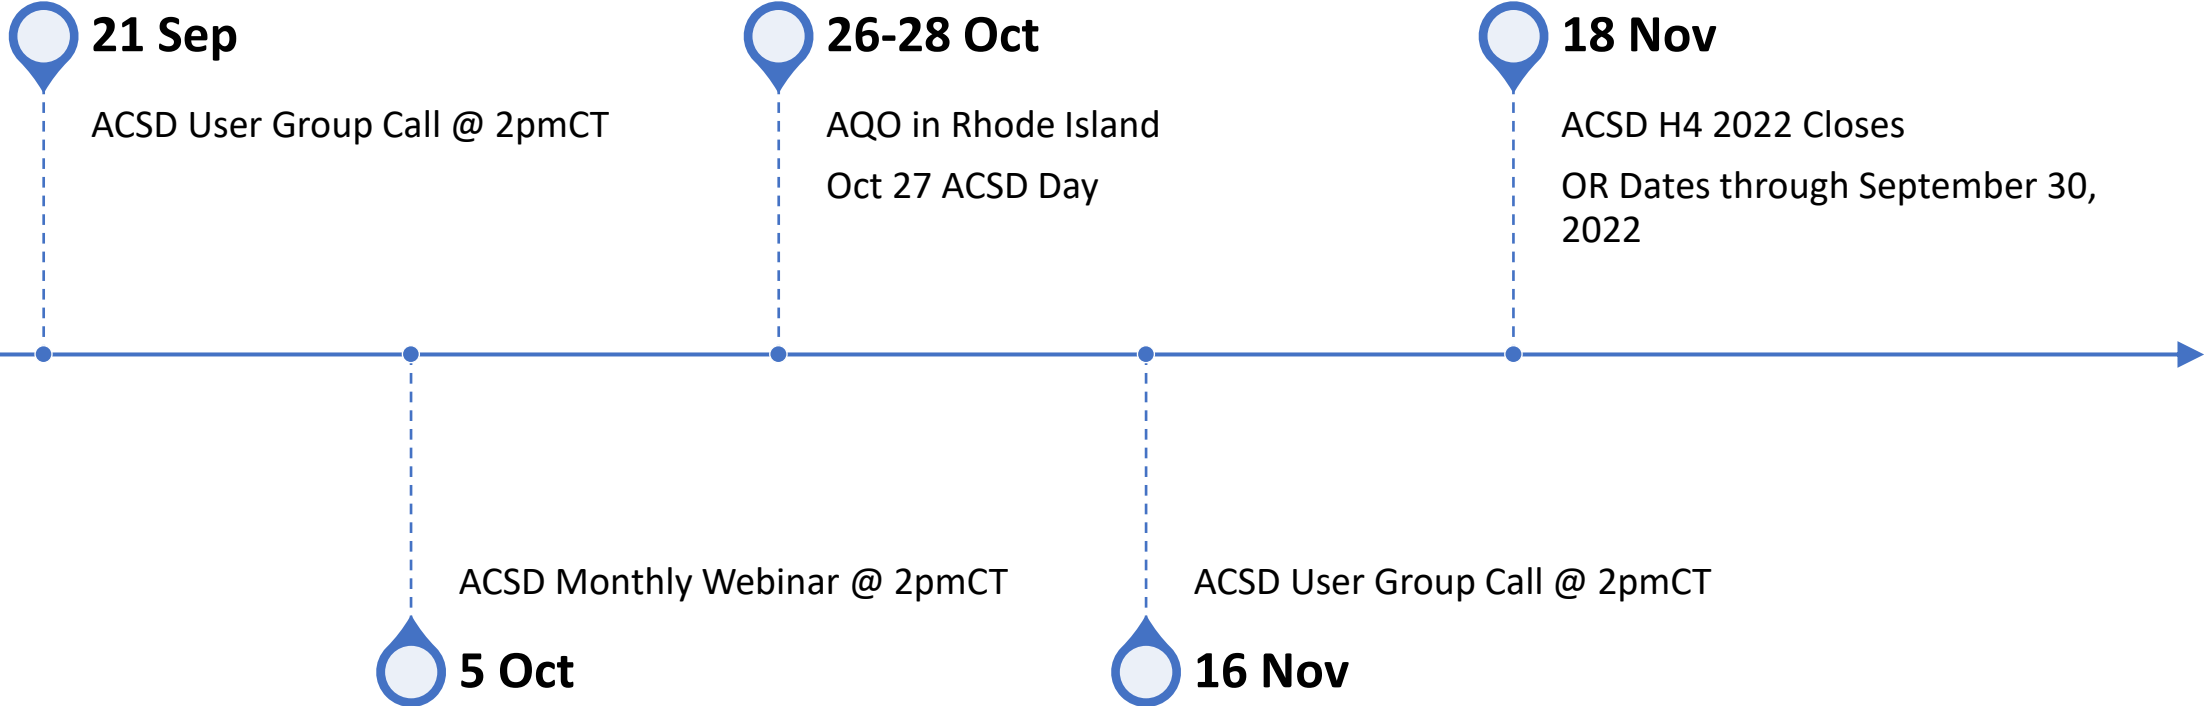 21 Sep
ACSD User Group Call @ 2pmCT
26-28 Oct
AQO in Rhode Island
Oct 27 ACSD Day
18 Nov
ACSD H4 2022 Closes
OR Dates through September 30,
2022
ACSD Monthly Webinar @ 2pmCT
5 Oct
ACSD User Group Call @ 2pmCT
16 Nov